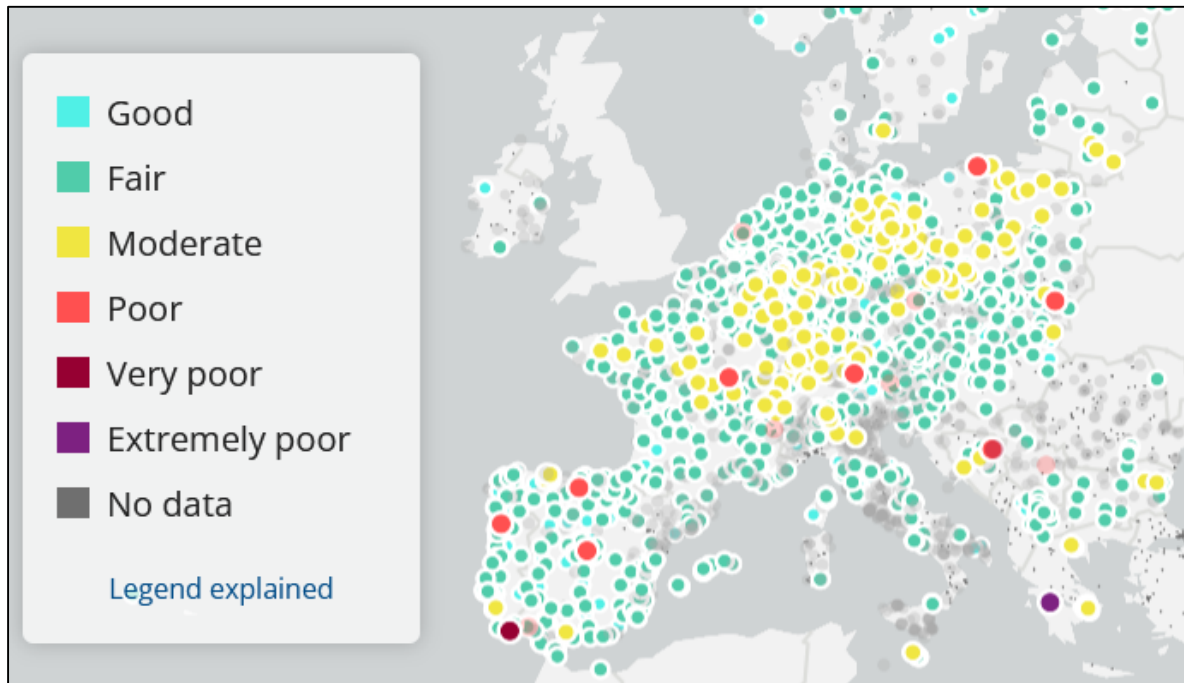 Good
Fair
Moderate
Poor
Very poor
Extremely poor
No data
Legend explained